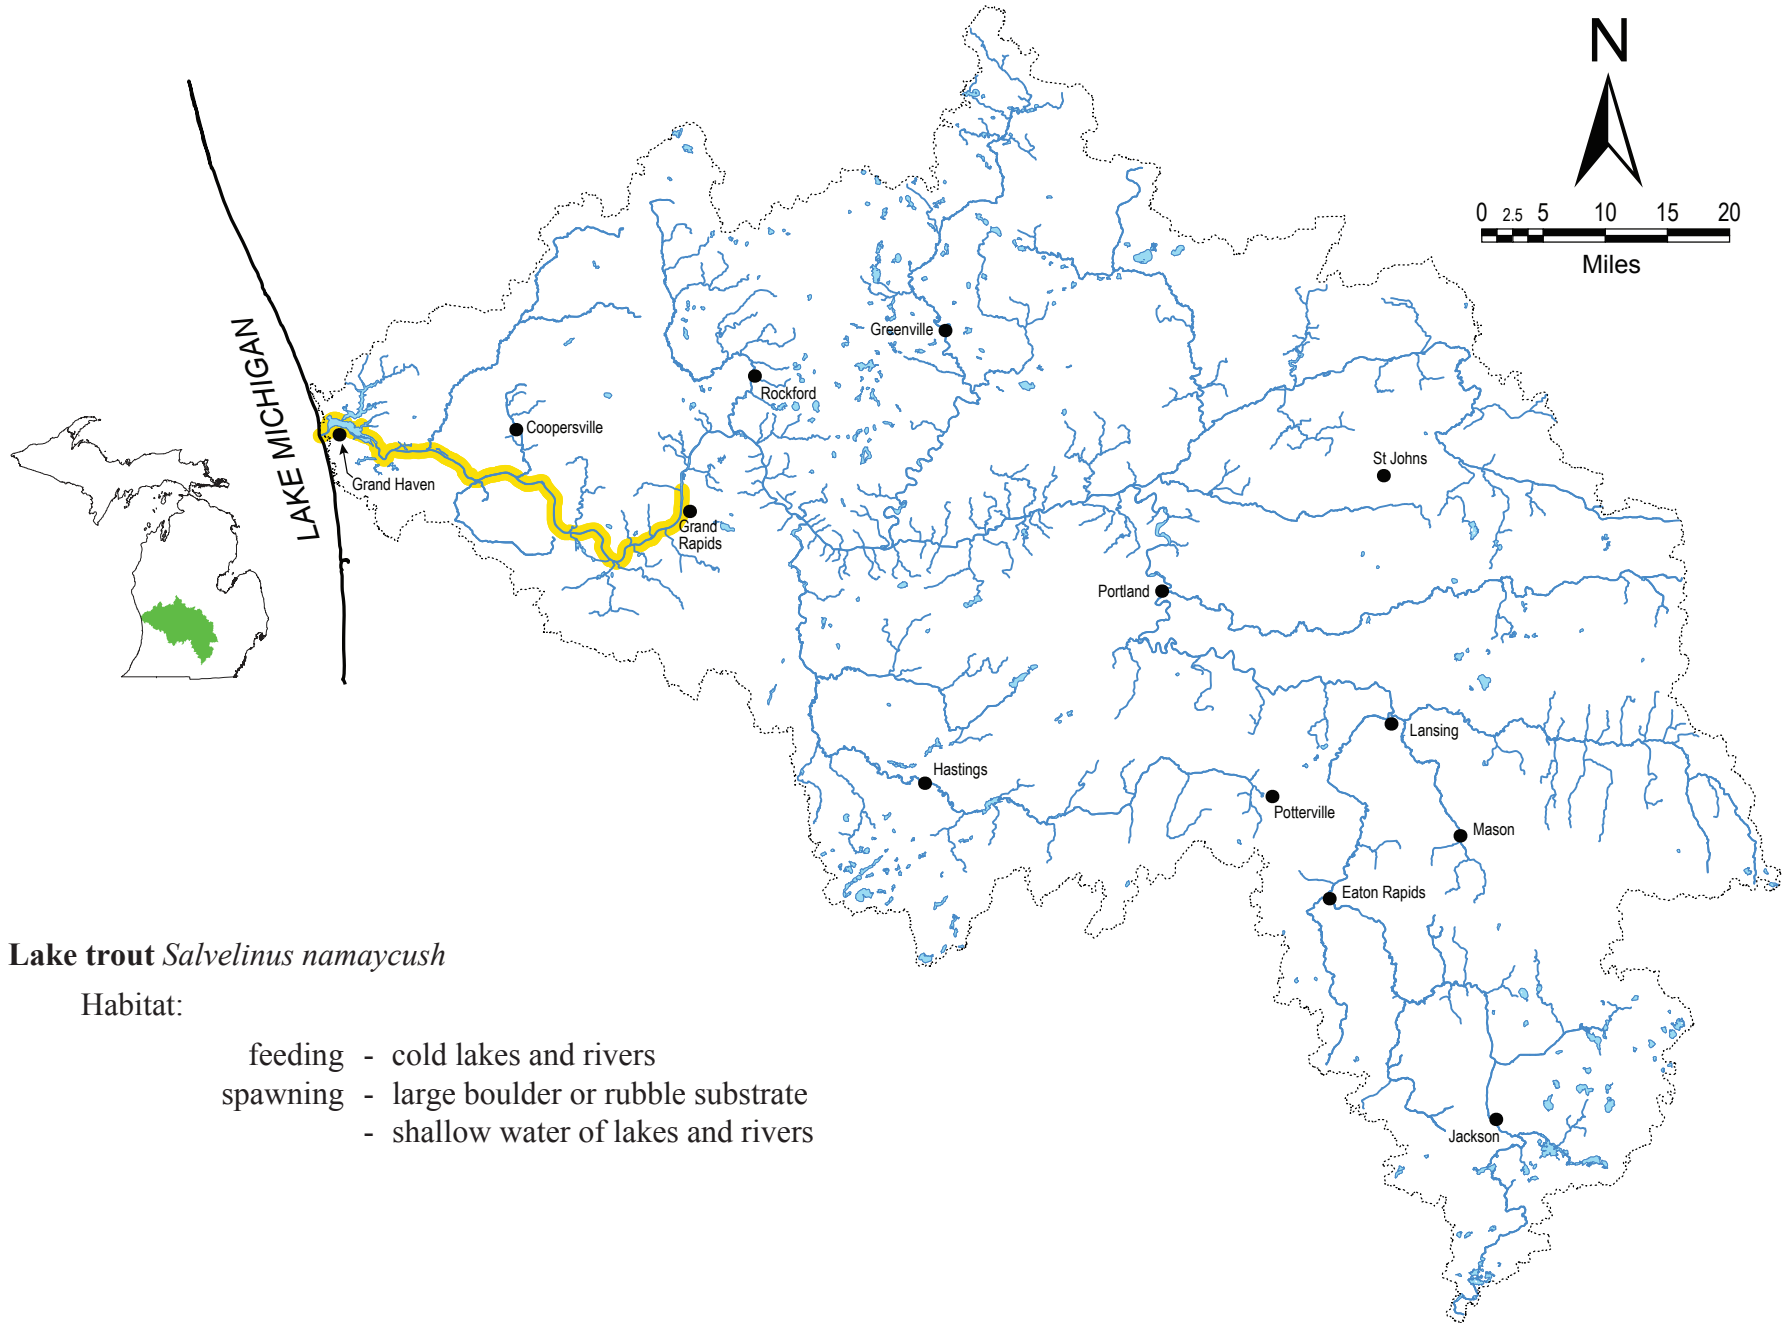 N
0 2.5 5 10 15 20
Miles
LAKE MICHIGAN
Greenville
Rockford
Coopersville
Grand Haven
Grand
Rapids
St Johns
Portland
Lansing
Hastings
Potterville
Mason
Eaton Rapids
Jackson
Lake trout Salvelinus namaycush
Habitat:
feeding - cold lakes and rivers
spawning - large boulder or rubble substrate
- shallow water of lakes and rivers